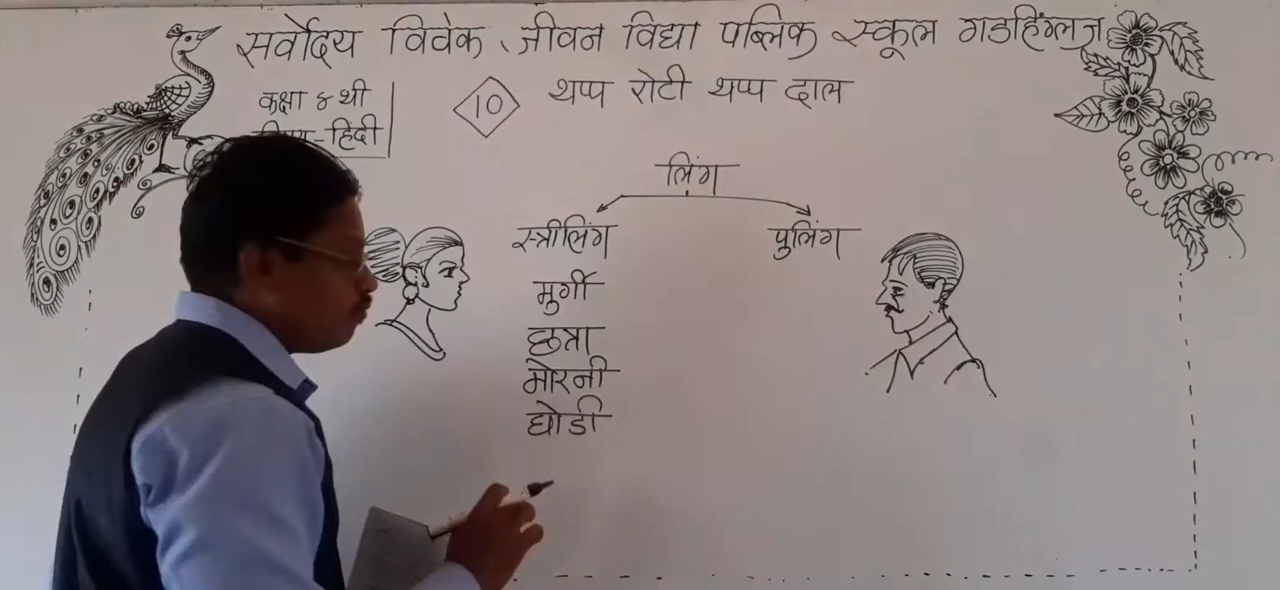 सर्वोदय विवेक, जीवन विद्या पब्लिक स्कूल गडहिंग्लज
कक्षा ४ थी
-हिंदी
10 थप्प रोटी थप्प दाल
लिंग
स्त्रीलिंग पुलिंग
मुर्गी
छत्रा
मोरनी
घोडी